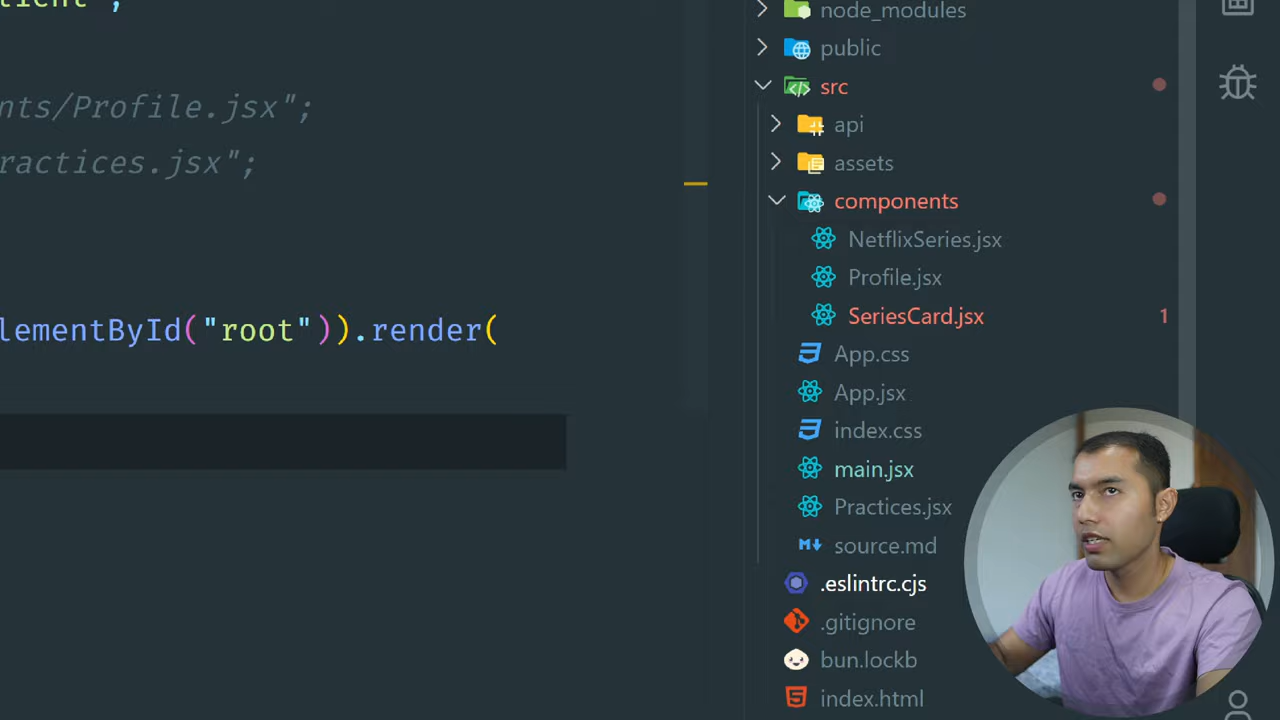 node_modules
public
nts/Profile.jsx";
src
api
ractices.jsx";
assets
components
NetflixSeries.jsx
Profile.jsx
lementById("root")).render(
SeriesCard.jsx 1
App.css
App.jsx
index.css
main.jsx
Practices.jsx
source.md
.eslintrc.cjs
.gitignore
bun.lockb
index.html